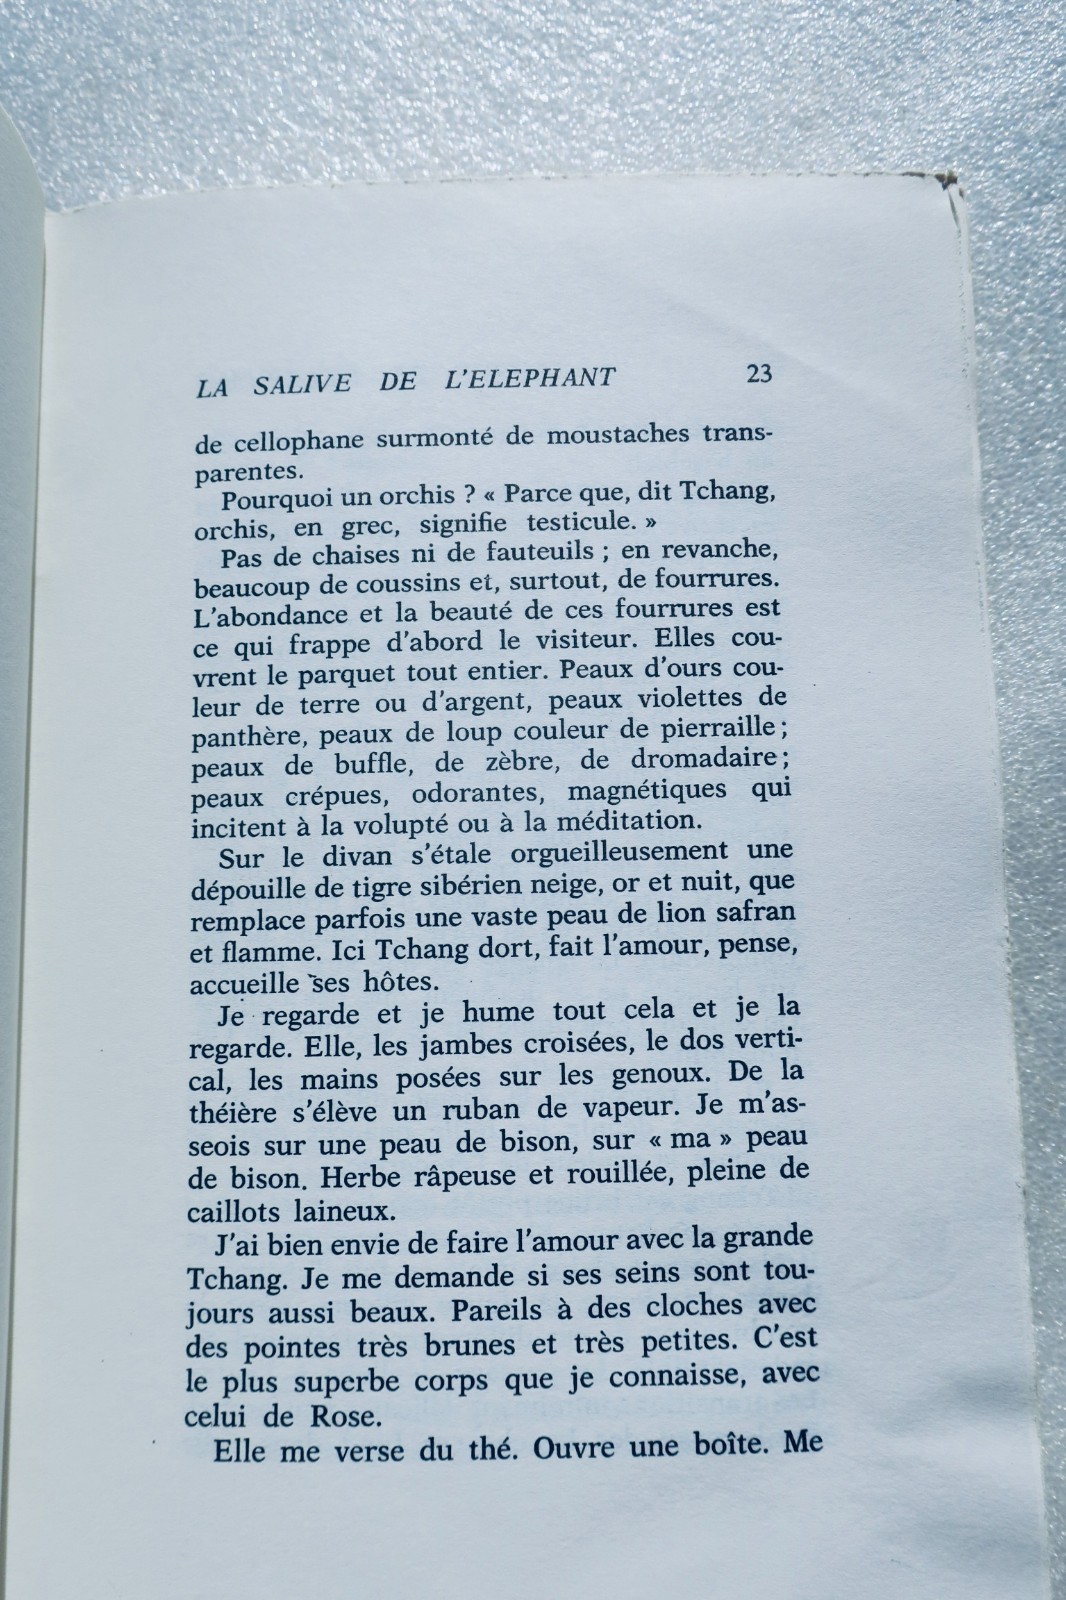 LA SALIVE DE L'ELEPHANT 23
de cellophane surmonté de moustaches trans-
parentes.
Pourquoi un orchis ? « Parce que, dit Tchang,
orchis, en grec, signifie testicule. »
Pas de chaises ni de fauteuils ; en revanche,
beaucoup de coussins et, surtout, de fourrures.
L'abondance et la beauté de ces fourrures est
ce qui frappe d'abord le visiteur. Elles cou-
vrent le parquet tout entier. Peaux d'ours cou-
leur de terre ou d'argent, peaux violettes de
panthère, peaux de loup couleur de pierraille ;
peaux de buffle, de zèbre, de dromadaire ;
peaux crépues, odorantes, magnétiques qui
incitent à la volupté ou à la méditation.
Sur le divan s'étale orgueilleusement une
dépouille de tigre sibérien neige, or et nuit, que
remplace parfois une vaste peau de lion safran
et flamme. Ici Tchang dort, fait l'amour, pense,
accueille ses hôtes.
Je regarde et je hume tout cela et je la
regarde. Elle, les jambes croisées, le dos verti-
cal, les mains posées sur les genoux. De la
théière s'élève un ruban de vapeur. Je m'as-
seois sur une peau de bison, sur « ma » peau
de bison. Herbe râpeuse et rouillée, pleine de
caillots laineux.
J'ai bien envie de faire l'amour avec la grande
Tchang. Je me demande si ses seins sont tou-
jours aussi beaux. Pareils à des cloches avec
des pointes très brunes et très petites. C'est
le plus superbe corps que je connaisse, avec
celui de Rose.
Elle me verse du thé. Ouvre une boîte. Me